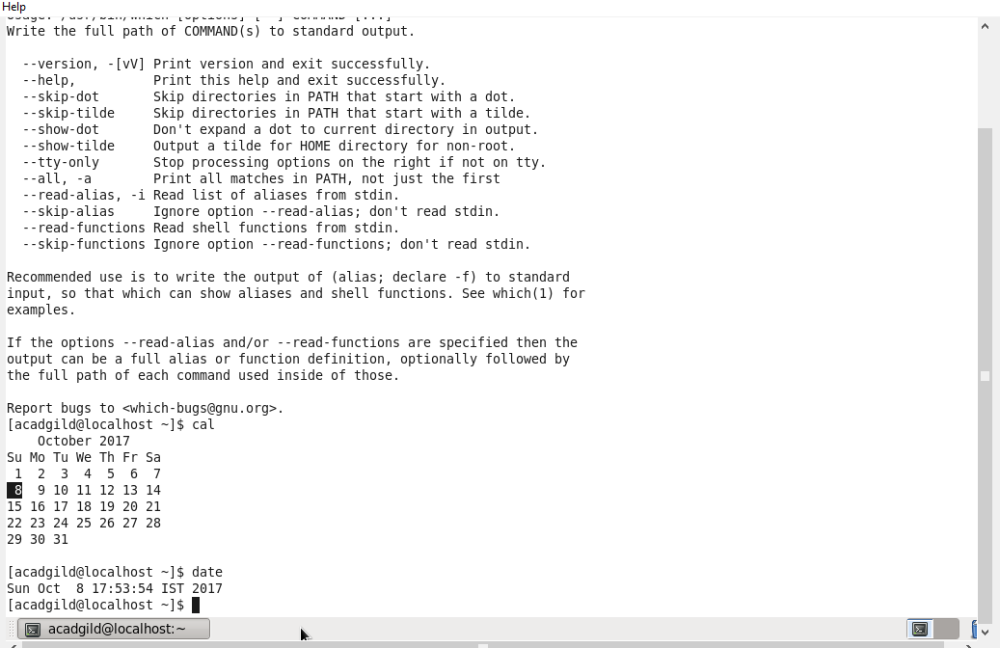 Help
Usage: /usr/bin/which [options] [--] COMMAND [...]
Write the full path of COMMAND(s) to standard output.
  --version, -[vV] Print version and exit successfully.
  --help,          Print this help and exit successfully.
  --skip-dot       Skip directories in PATH that start with a dot.
  --skip-tilde     Skip directories in PATH that start with a tilde.
  --show-dot       Don't expand a dot to current directory in output.
  --show-tilde     Output a tilde for HOME directory for non-root.
  --tty-only       Stop processing options on the right if not on tty.
  --all, -a        Print all matches in PATH, not just the first
  --read-alias, -i Read list of aliases from stdin.
  --skip-alias     Ignore option --read-alias; don't read stdin.
  --read-functions Read shell functions from stdin.
  --skip-functions Ignore option --read-functions; don't read stdin.
Recommended use is to write the output of (alias; declare -f) to standard
input, so that which can show aliases and shell functions. See which(1) for
examples.
If the options --read-alias and/or --read-functions are specified then the
output can be a full alias or function definition, optionally followed by
the full path of each command used inside of those.
Report bugs to <which-bugs@gnu.org>.
[acadgild@localhost ~]$ cal
    October 2017
Su Mo Tu We Th Fr Sa
 1  2  3  4  5  6  7
 8  9 10 11 12 13 14
15 16 17 18 19 20 21
22 23 24 25 26 27 28
29 30 31
[acadgild@localhost ~]$ date
Sun Oct  8 17:53:54 IST 2017
[acadgild@localhost ~]$
acadgild@localhost:~